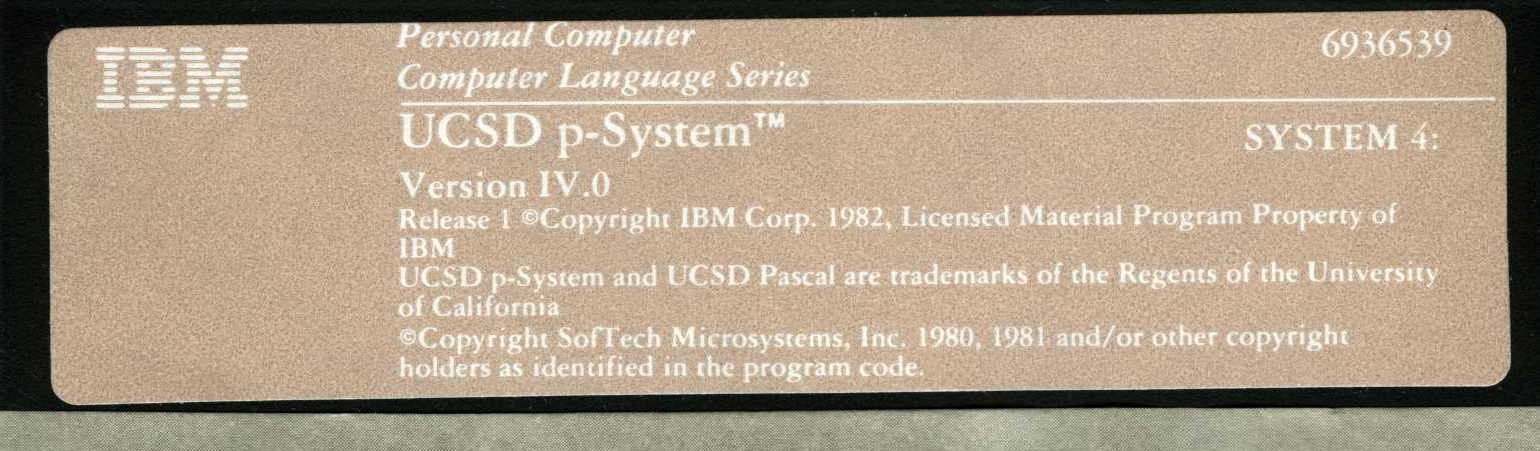 IBM
Personal Computer
6936539
Computer Language Series
UCSD p-System™
SYSTEM 4:
Version IV.0
Release 1 ©Copyright IBM Corp. 1982, Licensed Material Program Property of
IBM
UCSD p-System and UCSD Pascal are trademarks of the Regents of the University
of California
©Copyright SofTech Microsystems, Inc. 1980, 1981 and/or other copyright
holders as identified in the program code.